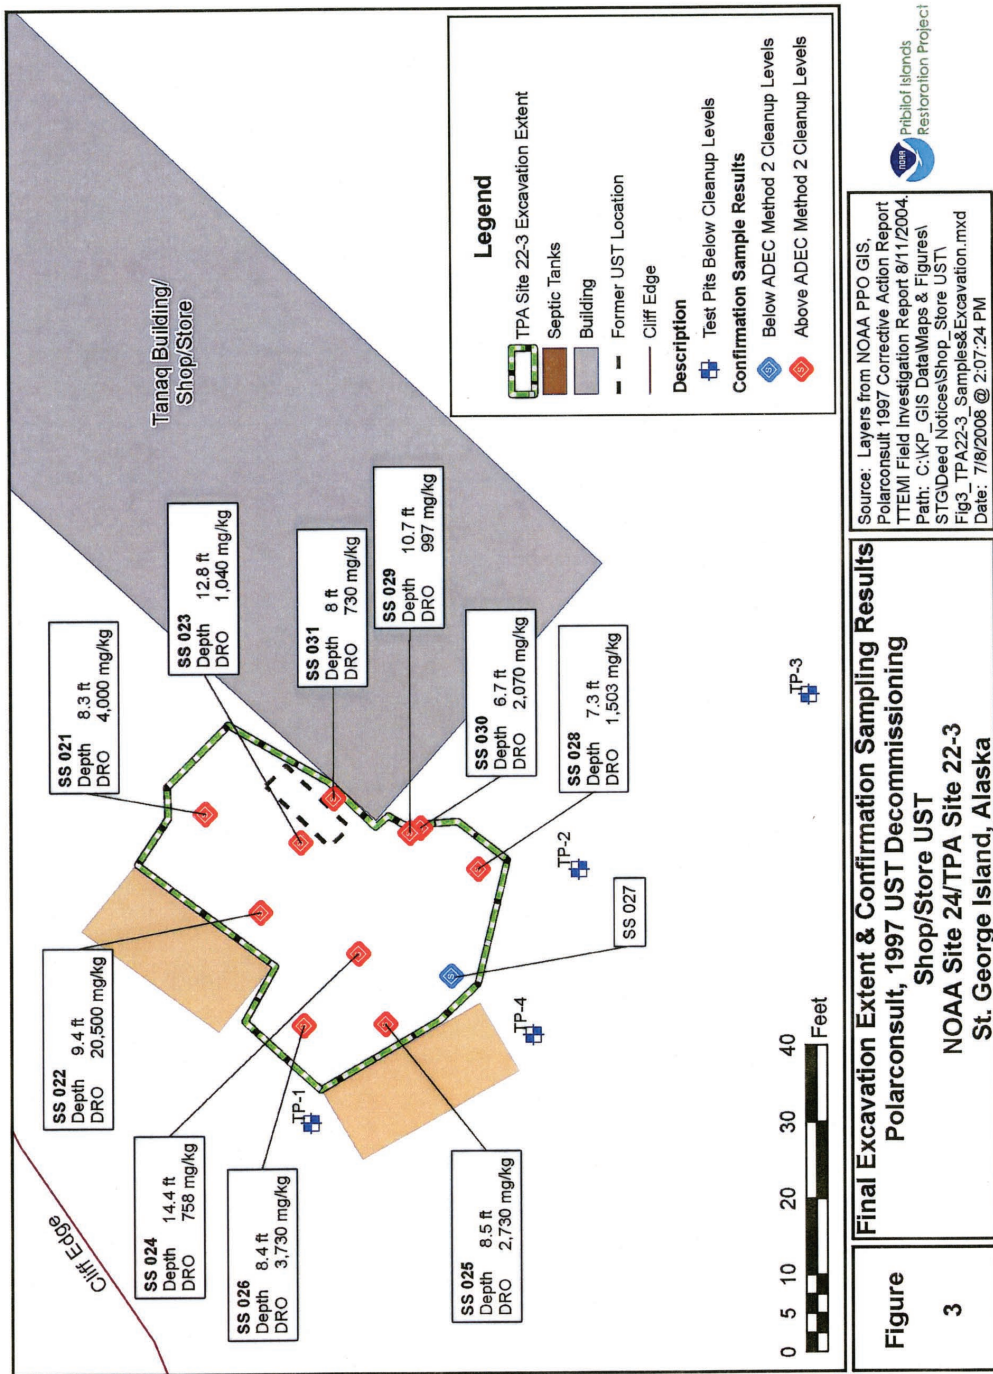 Tanaq Building/
Shop/Store
Cliff Edge
SS 021
Depth 8.3 ft
DRO 4,000 mg/kg
SS 023
Depth 12.8 ft
DRO 1,040 mg/kg
SS 031
Depth 8 ft
DRO 730 mg/kg
SS 029
Depth 10.7 ft
DRO 997 mg/kg
SS 030
Depth 6.7 ft
DRO 2,070 mg/kg
SS 028
Depth 7.3 ft
DRO 1,503 mg/kg
SS 022
Depth 9.4 ft
DRO 20,500 mg/kg
SS 024
Depth 14.4 ft
DRO 758 mg/kg
SS 026
Depth 8.4 ft
DRO 3,730 mg/kg
SS 025
Depth 8.5 ft
DRO 2,730 mg/kg
SS 027
TP-1
TP-2
TP-3
TP-4
0 5 10 20 30 40
Feet
Legend
TPA Site 22-3 Excavation Extent
Septic Tanks
Building
Former UST Location
Cliff Edge
Description
Test Pits Below Cleanup Levels
Confirmation Sample Results
Below ADEC Method 2 Cleanup Levels
Above ADEC Method 2 Cleanup Levels
Figure
3
Final Excavation Extent & Confirmation Sampling Results
Polarconsult, 1997 UST Decommissioning
Shop/Store UST
NOAA Site 24/TPA Site 22-3
St. George Island, Alaska
Source: Layers from NOAA PPO GIS,
Polarconsult 1997 Corrective Action Report
TTEMI Field Investigation Report 8/11/2004.
Path: C:\KP_GIS Data\Maps & Figures\
STG\Deed Notices\Shop_Store UST\
Fig3_TPA22-3_Samples&Excavation.mxd
Date: 7/8/2008 @ 2:07:24 PM
NOAA
Pribilof Islands
Restoration Project